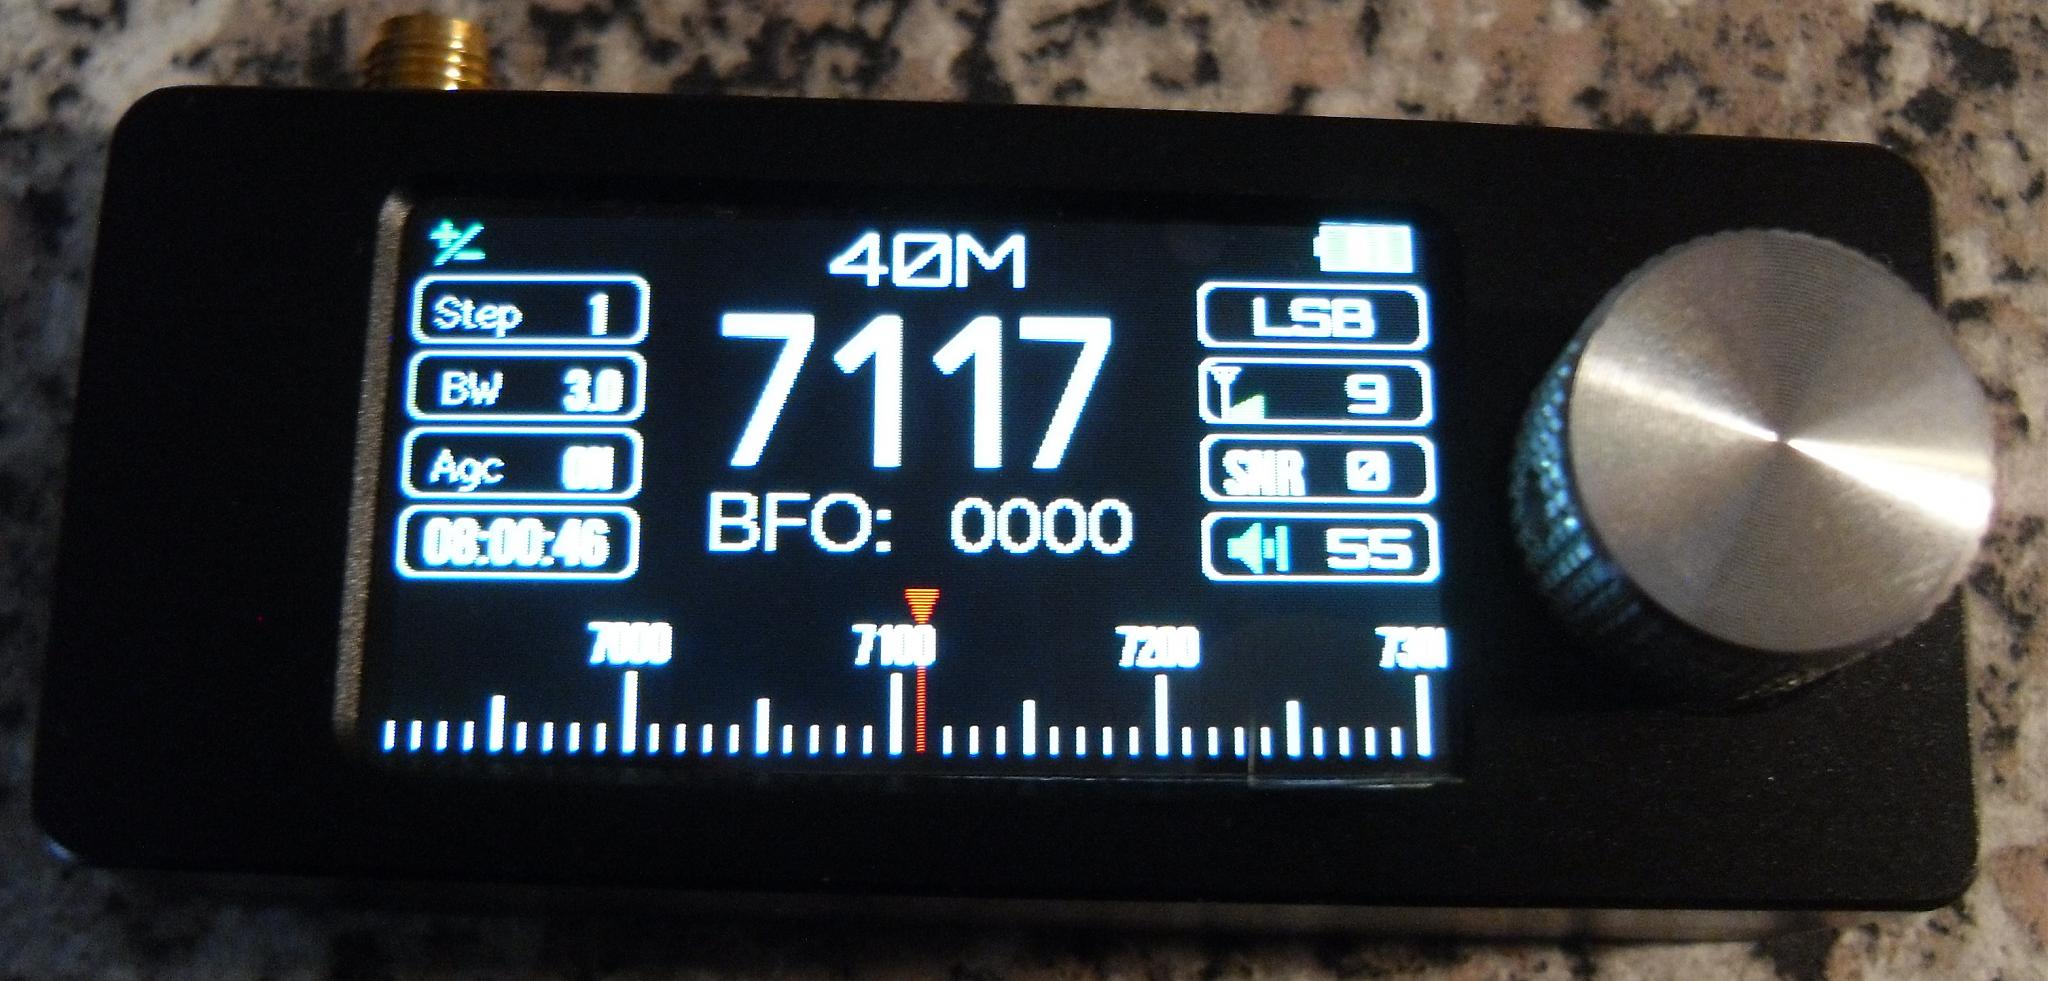 +/-
40M
Step 1
BW 3.0
Agc ON
08:00:46
7117
BFO: 0000
LSB
9
SNR 0
55
7000 7100 7200 730